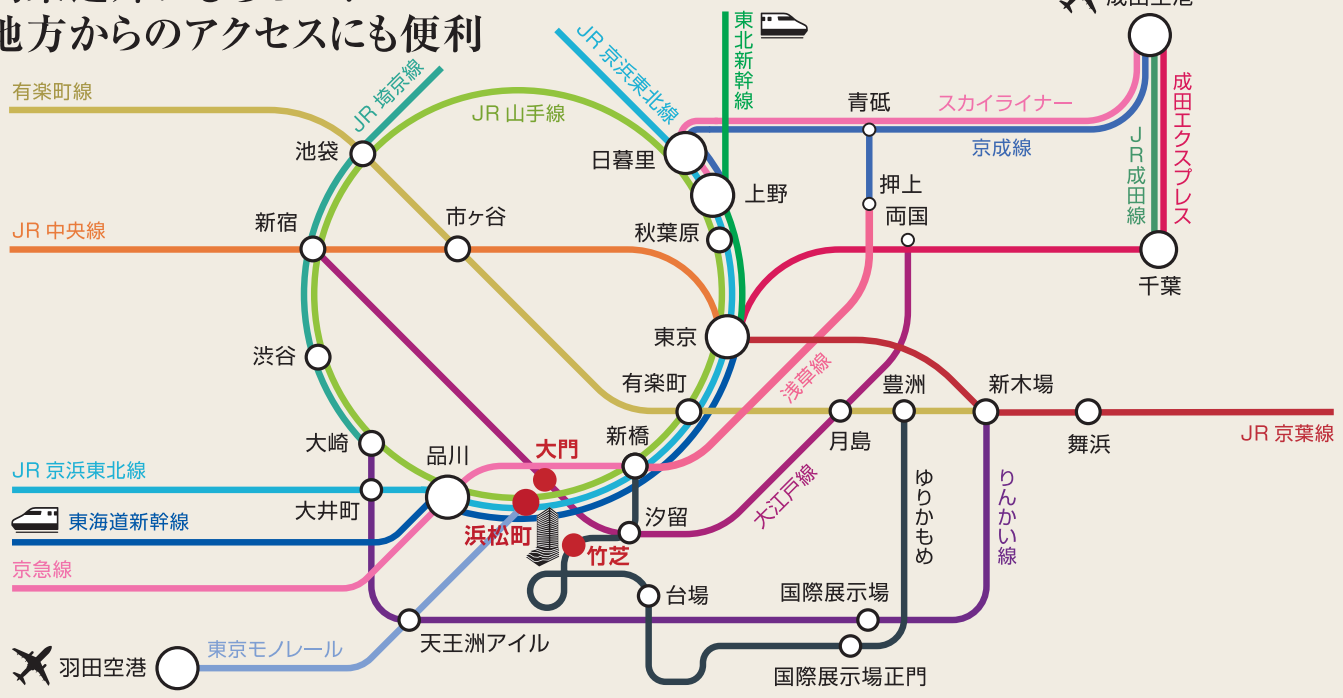 地方からのアクセスにも便利
成田空港
有楽町線
JR 埼京線
JR 山手線
JR 京浜東北線
東北新幹線
スカイライナー
京成線
青砥
JR成田線
成田エクスプレス
池袋
日暮里
上野
押上
両国
JR 中央線
新宿
市ヶ谷
秋葉原
千葉
東京
渋谷
有楽町
浅草線
豊洲
新木場
月島
舞浜
JR 京葉線
大崎
品川
大門
新橋
JR 京浜東北線
大井町
東海道新幹線
浜松町
汐留
竹芝
大江戸線
ゆりかもめ
りんかい線
京急線
台場
国際展示場
東京モノレール
天王洲アイル
羽田空港
国際展示場正門